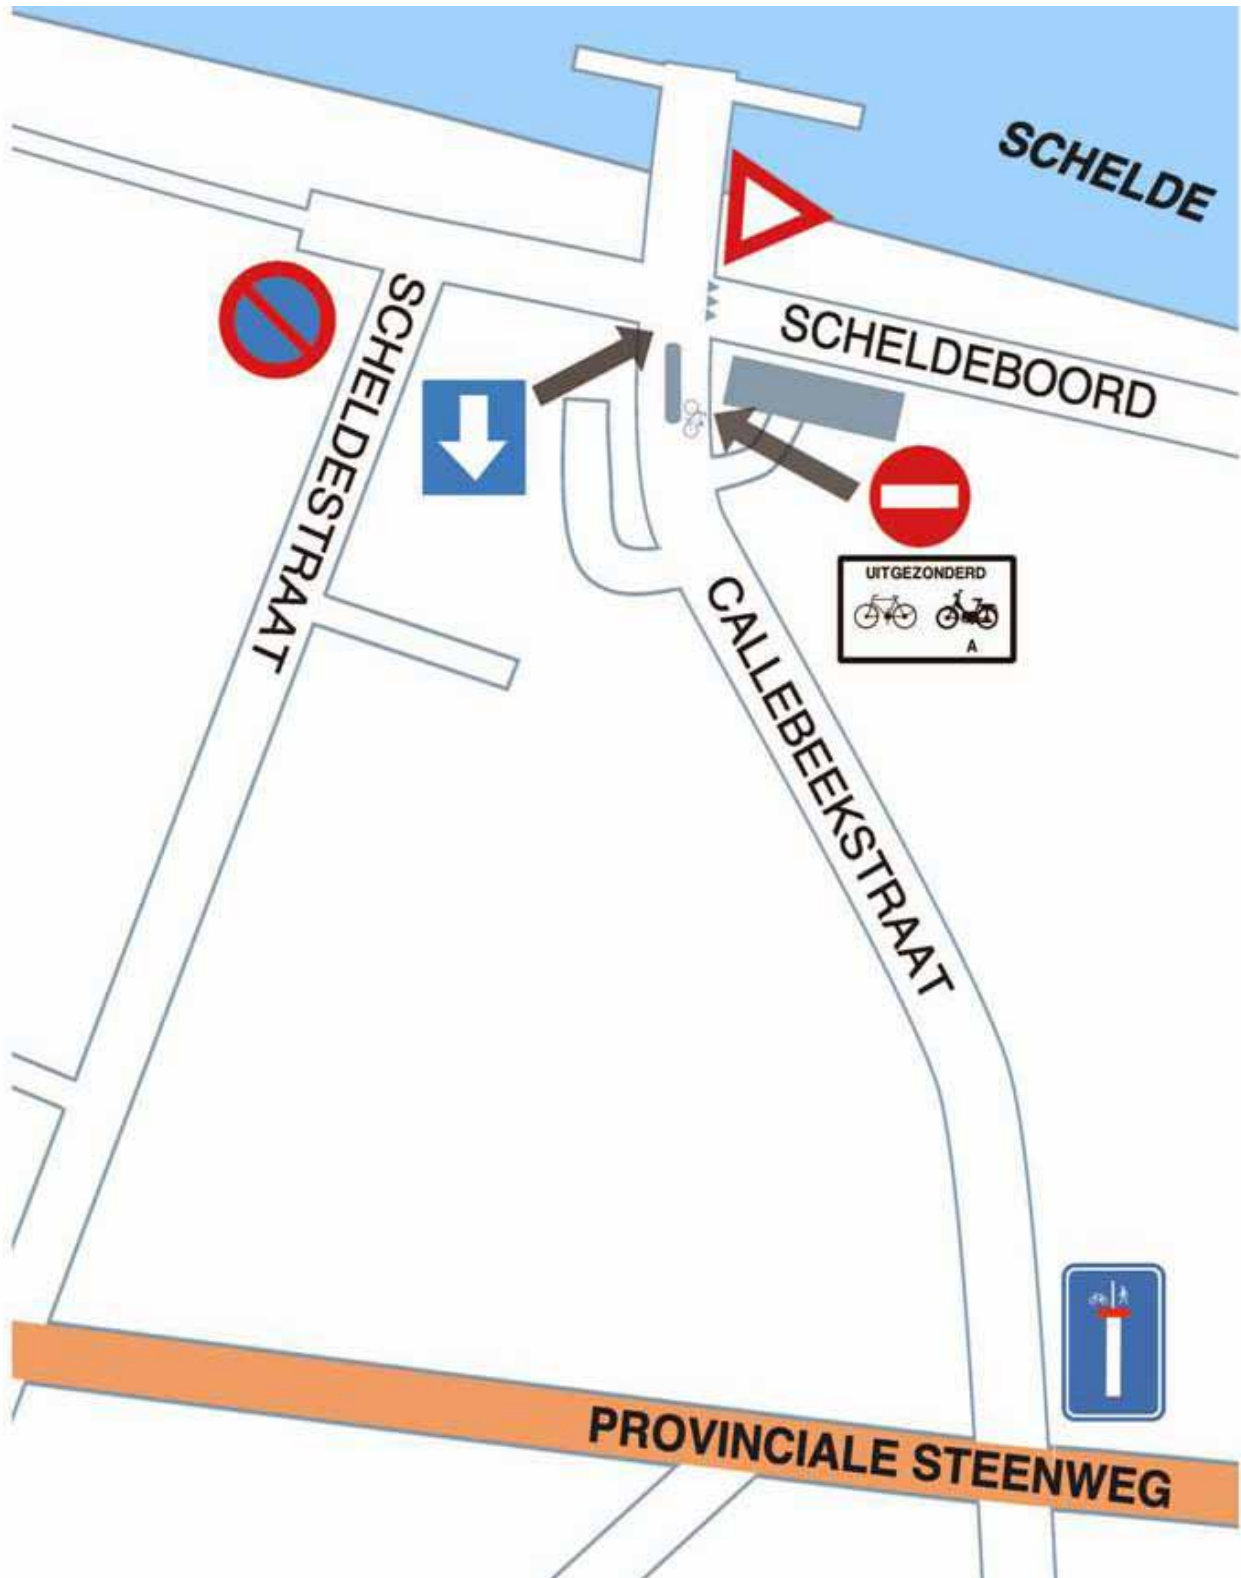 SCHELDE
SCHELDEBOORD
SCHELDESTRAAT
UITGEZONDERD
A
CALLEBEEKSTRAAT
PROVINCIALE STEENWEG